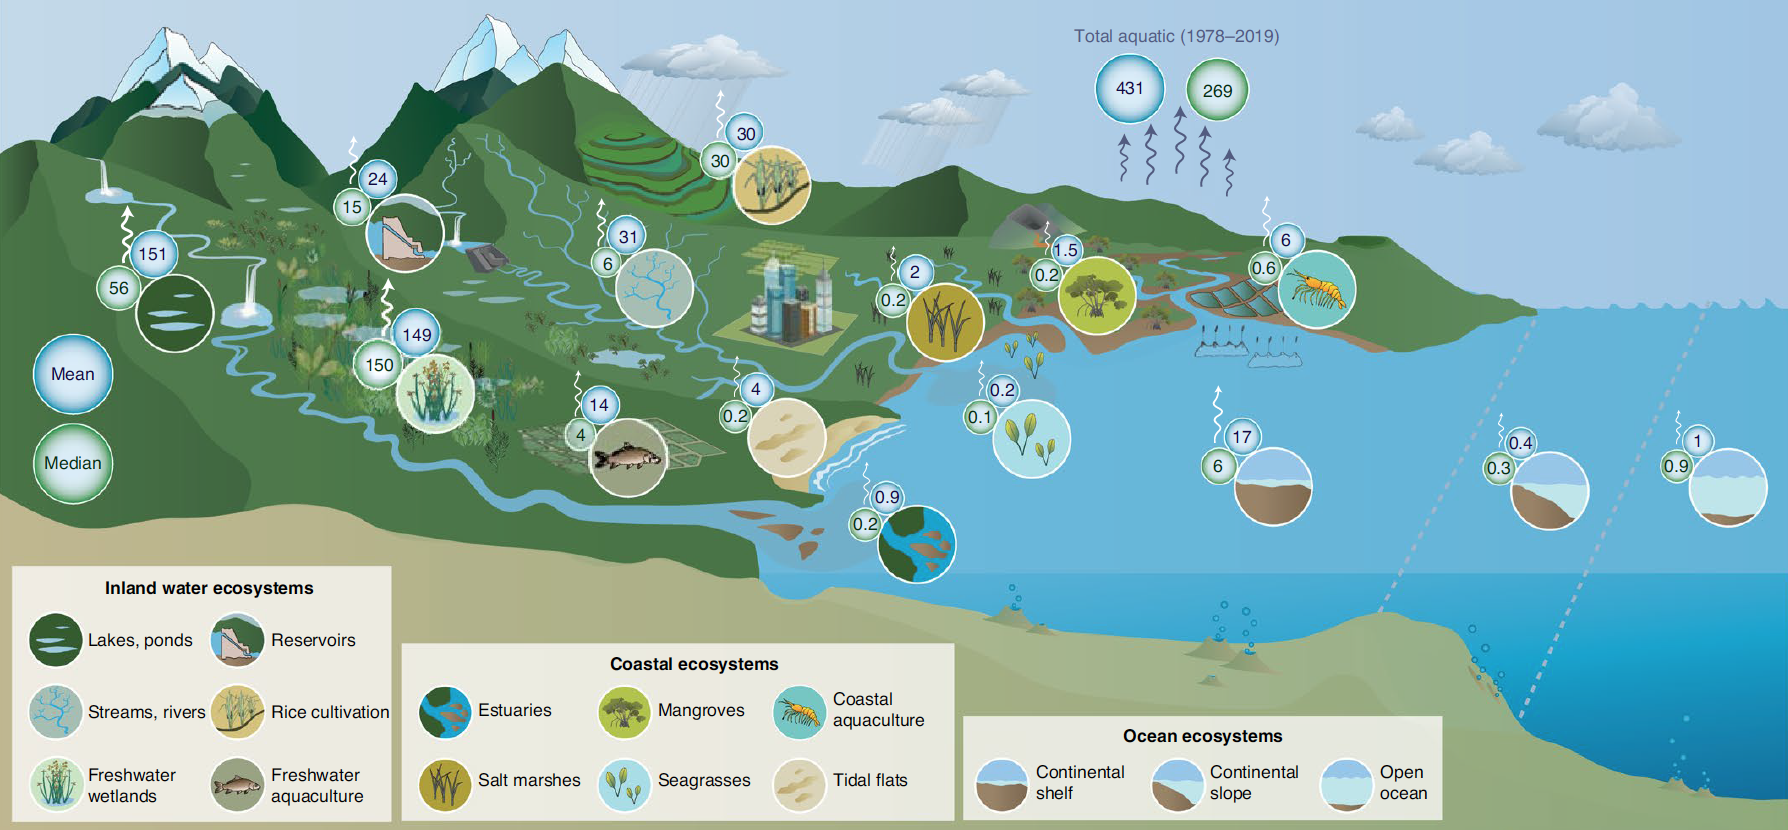 Total aquatic (1978–2019)
431
269
30
30
24
15
151
56
31
6
149
150
2
0.2
1.5
0.2
6
0.6
Mean
Median
14
4
4
0.2
0.2
0.1
0.9
0.2
17
6
0.4
0.3
1
0.9
Inland water ecosystems
Lakes, ponds
Reservoirs
Streams, rivers
Rice cultivation
Freshwater
wetlands
Freshwater
aquaculture
Coastal ecosystems
Estuaries
Mangroves
Coastal
aquaculture
Salt marshes
Seagrasses
Tidal flats
Ocean ecosystems
Continental
shelf
Continental
slope
Open
ocean